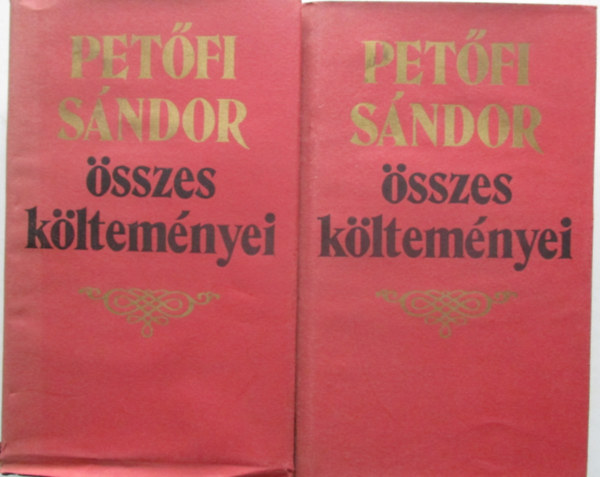 PETŐFI
SÁNDOR
összes
költeményei
PETŐFI
SÁNDOR
összes
költeményei